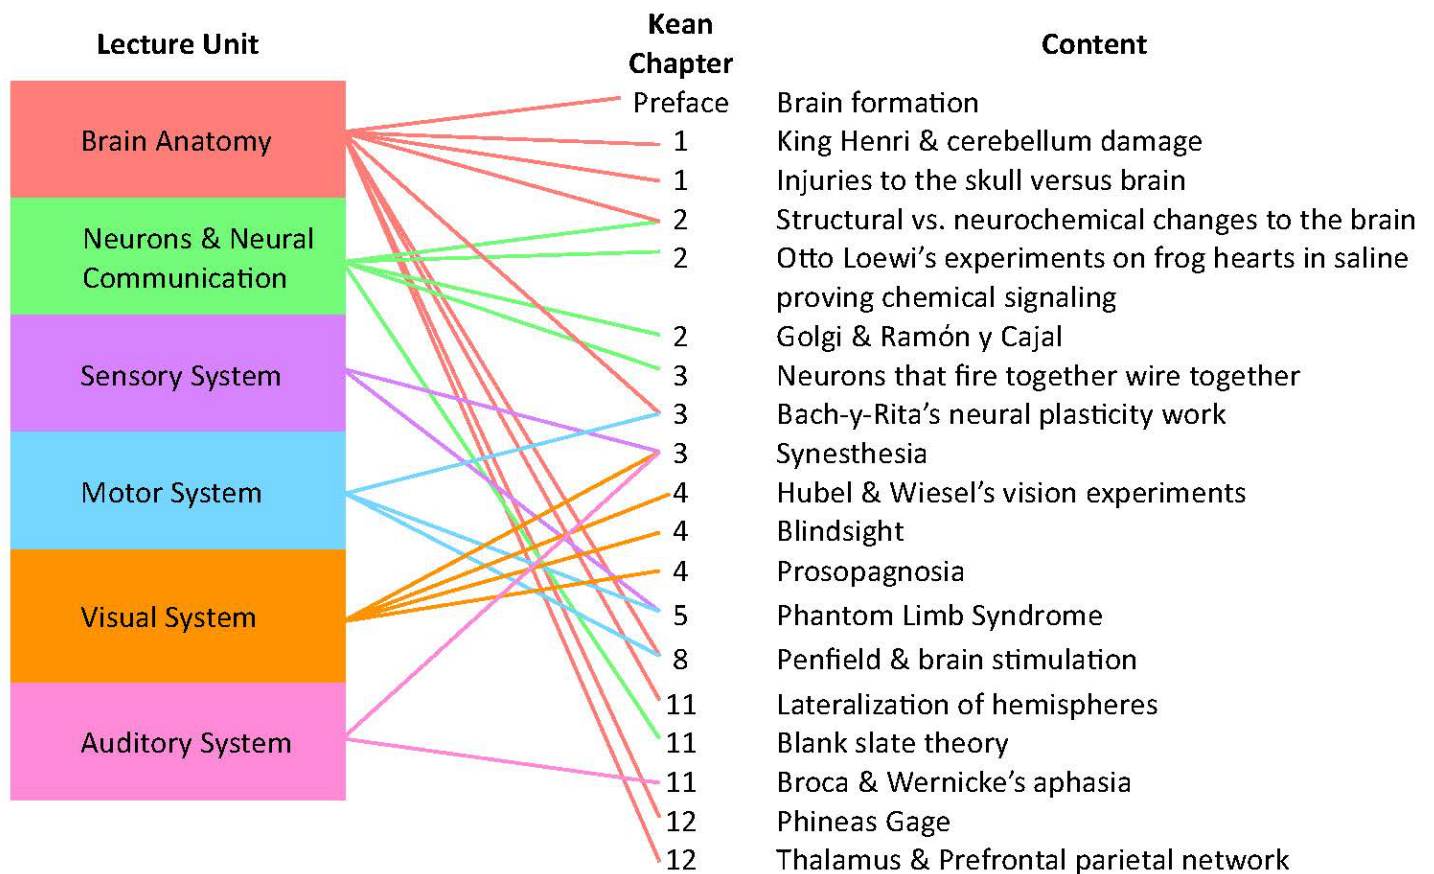 Lecture Unit
Kean
Chapter
Content
Brain Anatomy
Neurons & Neural
Communication
Sensory System
Motor System
Visual System
Auditory System
Preface Brain formation
1 King Henri & cerebellum damage
1 Injuries to the skull versus brain
2 Structural vs. neurochemical changes to the brain
2 Otto Loewi’s experiments on frog hearts in saline
proving chemical signaling
2 Golgi & Ramón y Cajal
3 Neurons that fire together wire together
3 Bach-y-Rita’s neural plasticity work
3 Synesthesia
4 Hubel & Wiesel’s vision experiments
4 Blindsight
4 Prosopagnosia
5 Phantom Limb Syndrome
8 Penfield & brain stimulation
11 Lateralization of hemispheres
11 Blank slate theory
11 Broca & Wernicke’s aphasia
12 Phineas Gage
12 Thalamus & Prefrontal parietal network